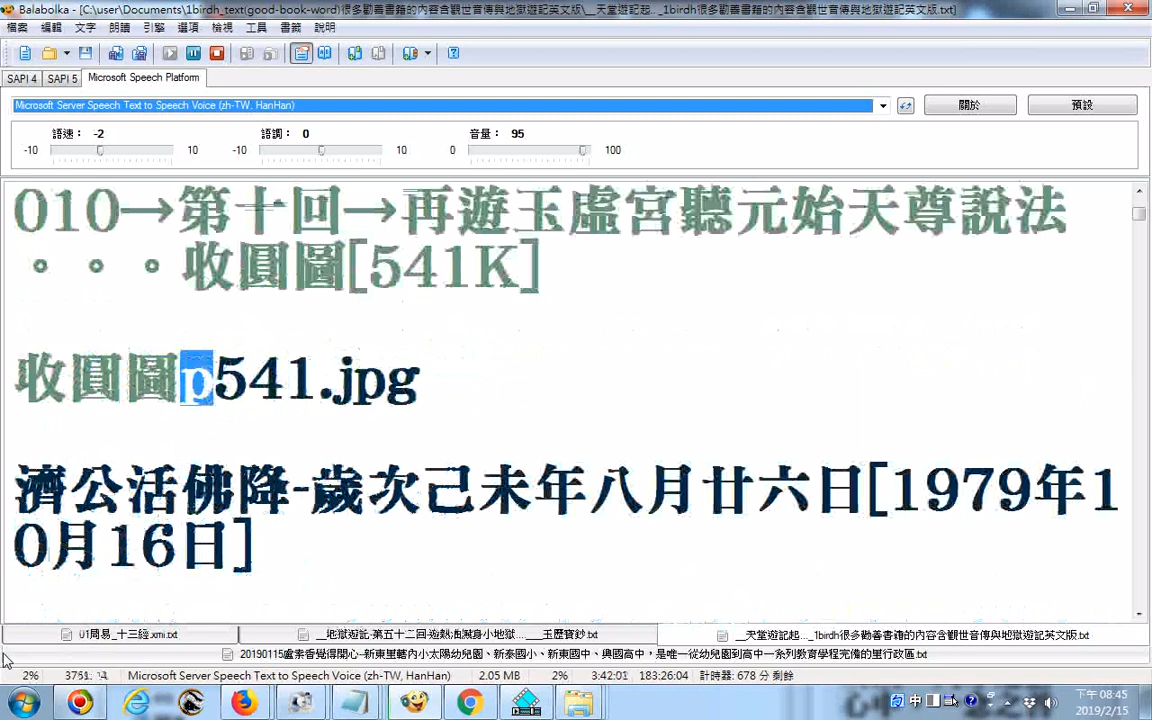 Balabolka - [C:\user\Documents\1birdh_text(good-book-word)很多勸善書籍的內容含觀世音傳與地獄遊記英文版\__天堂遊記起..._1birdh很多勸善書籍的內容含觀世音傳與地獄遊記英文版.txt]
檔案 編輯 文字 朗讀 引擎 選項 檢視 工具 書籤 說明
SAPI 4 SAPI 5 Microsoft Speech Platform
Microsoft Server Speech Text to Speech Voice (zh-TW, HanHan) 關於 預設
語速： -2 語調： 0 音量： 95
-10 10 -10 10 0 100
010→第十回→再遊玉虛宮聽元始天尊說法
。。。收圓圖[541K]
收圓圖p541.jpg
濟公活佛降-歲次己未年八月廿六日[1979年1
0月16日]
01周易_十三經.xmi.txt __地獄遊記-第五十二回-遊熱澠濺身小地獄...___玉歷寶鈔.txt __天堂遊記起..._1birdh很多勸善書籍的內容含觀世音傳與地獄遊記英文版.txt
20190115盧素香覺得開心--新東里轄內小太陽幼兒園、新泰國小、新東國中、興國高中，是唯一從幼兒園到高中一系列教育學程完備的里行政區.txt
2% Microsoft Server Speech Text to Speech Voice (zh-TW, HanHan) 2.05 MB 2% 3:42:01 183:26:04 計時器：678 分 剩餘
中 下午 08:45
2019/2/15